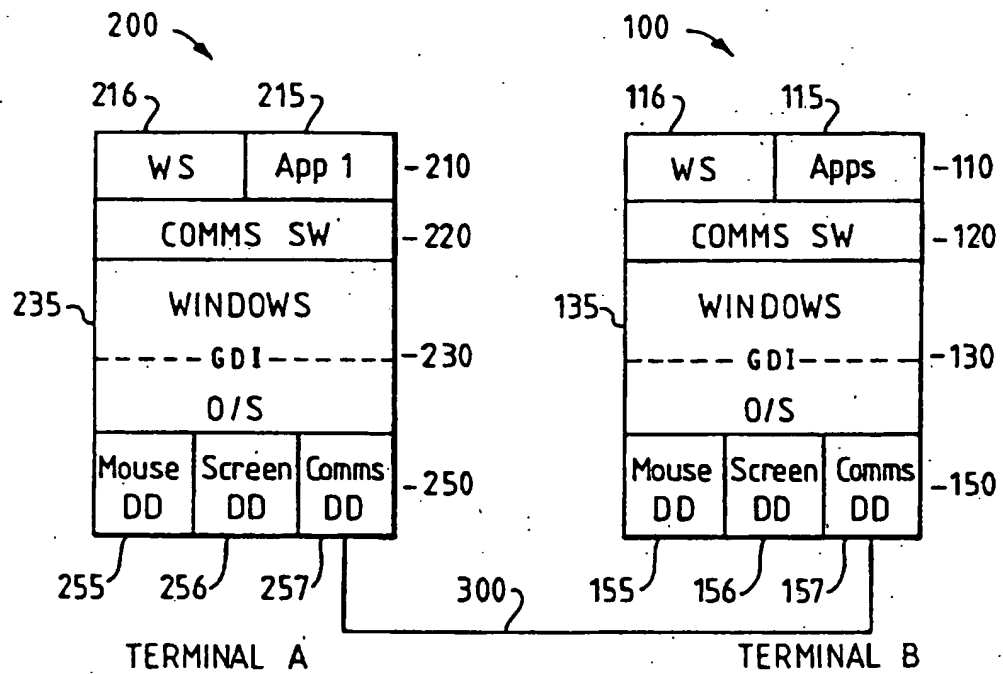 200
100
216
215
116
115
WS
App 1
-210
WS
Apps
-110
COMMS SW
-220
COMMS SW
-120
235
WINDOWS
135
WINDOWS
GDI
-230
GDI
-130
O/S
O/S
Mouse DD
Screen DD
Comms DD
-250
Mouse DD
Screen DD
Comms DD
-150
255
256
257
300
155
156
157
TERMINAL A
TERMINAL B